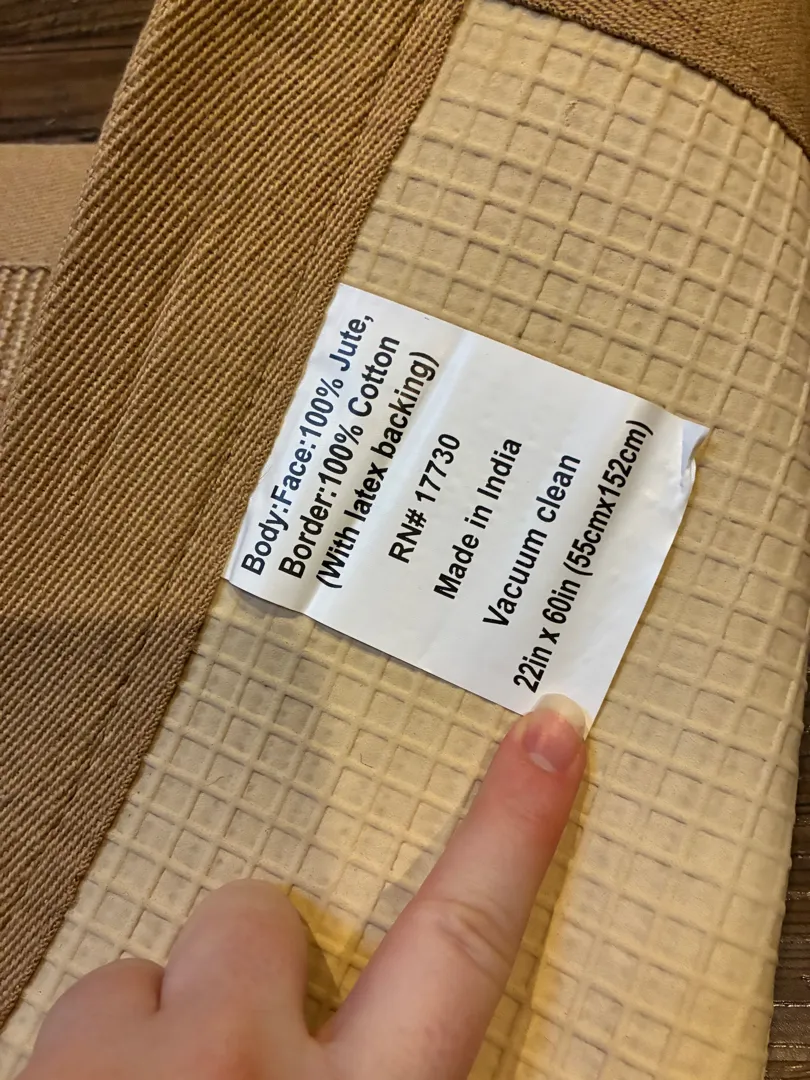 Body:Face:100% Jute,
Border:100% Cotton
(With latex backing)
RN# 17730
Made in India
Vacuum clean
22in x 60in (55cmx152cm)